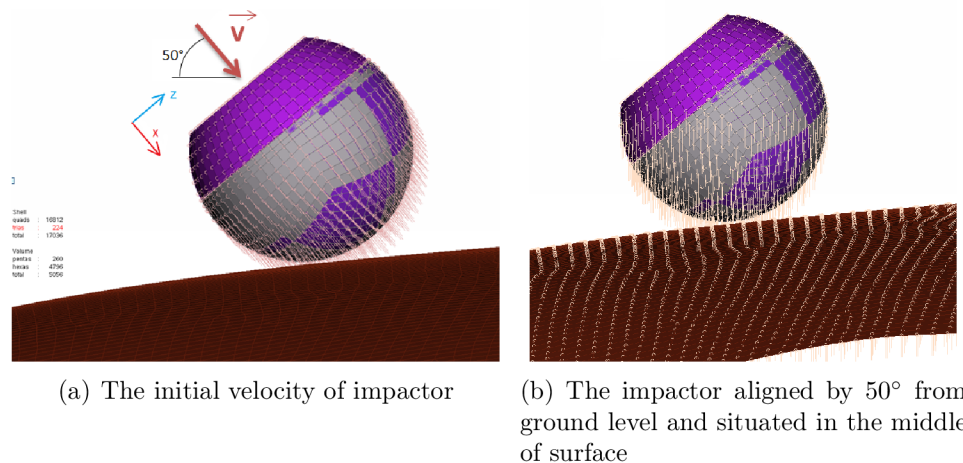 V
50°
z
x
Shell
quads : 16812
trias : 224
total : 17036
Volume
pentas : 260
hexas : 4796
total : 5056
(a) The initial velocity of impactor
(b) The impactor aligned by 50° from
ground level and situated in the middle
of surface